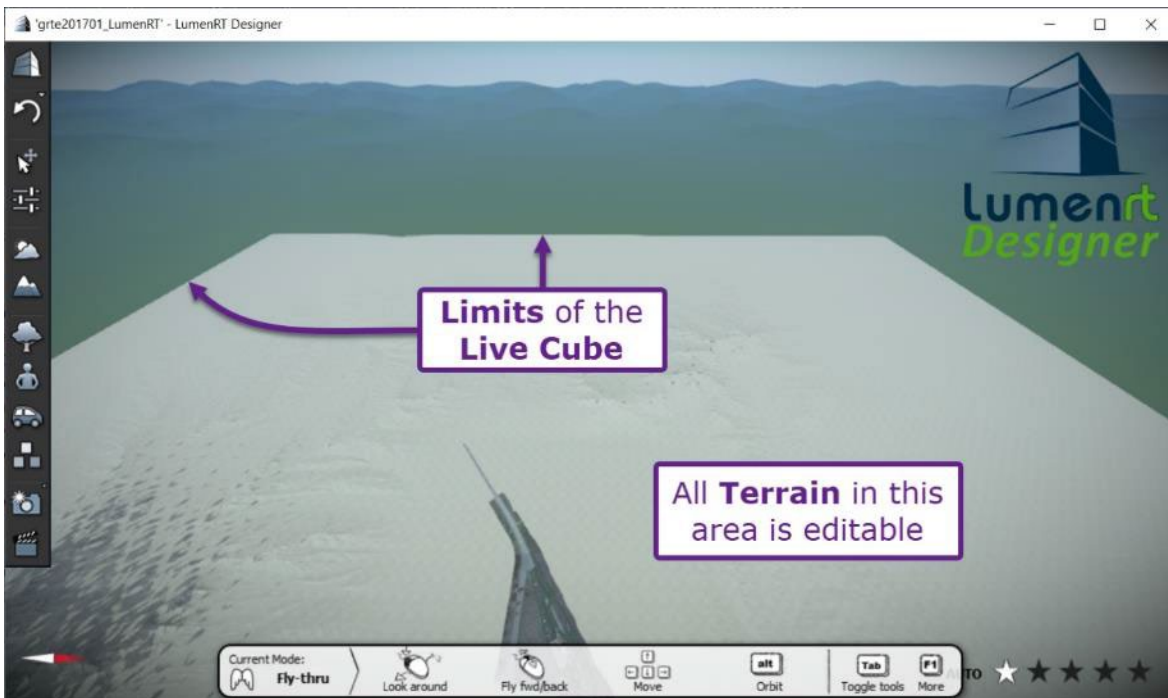 'grte201701_LumenRT' - LumenRT Designer
Lumenrt
Designer
Limits of the
Live Cube
All Terrain in this
area is editable
Current Mode:
Fly-thru
Look around
Fly fwd/back
Move
alt
Orbit
Tab
Toggle tools
F1
More